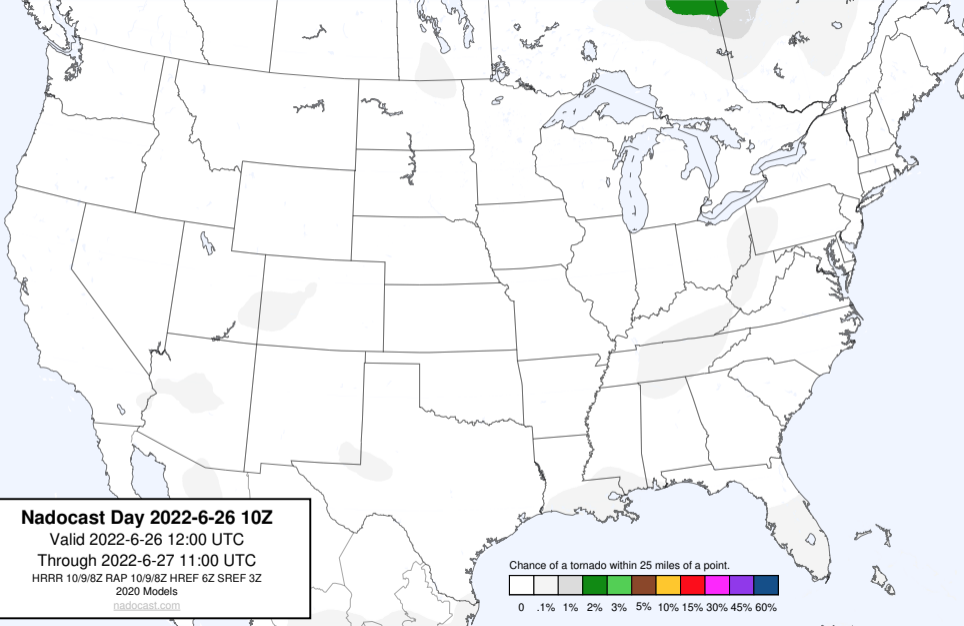 Nadocast Day 2022-6-26 10Z
Valid 2022-6-26 12:00 UTC
Through 2022-6-27 11:00 UTC
HRRR 10/9/8Z RAP 10/9/8Z HREF 6Z SREF 3Z
2020 Models
nadocast.com
Chance of a tornado within 25 miles of a point.
0 .1% 1% 2% 3% 5% 10% 15% 30% 45% 60%